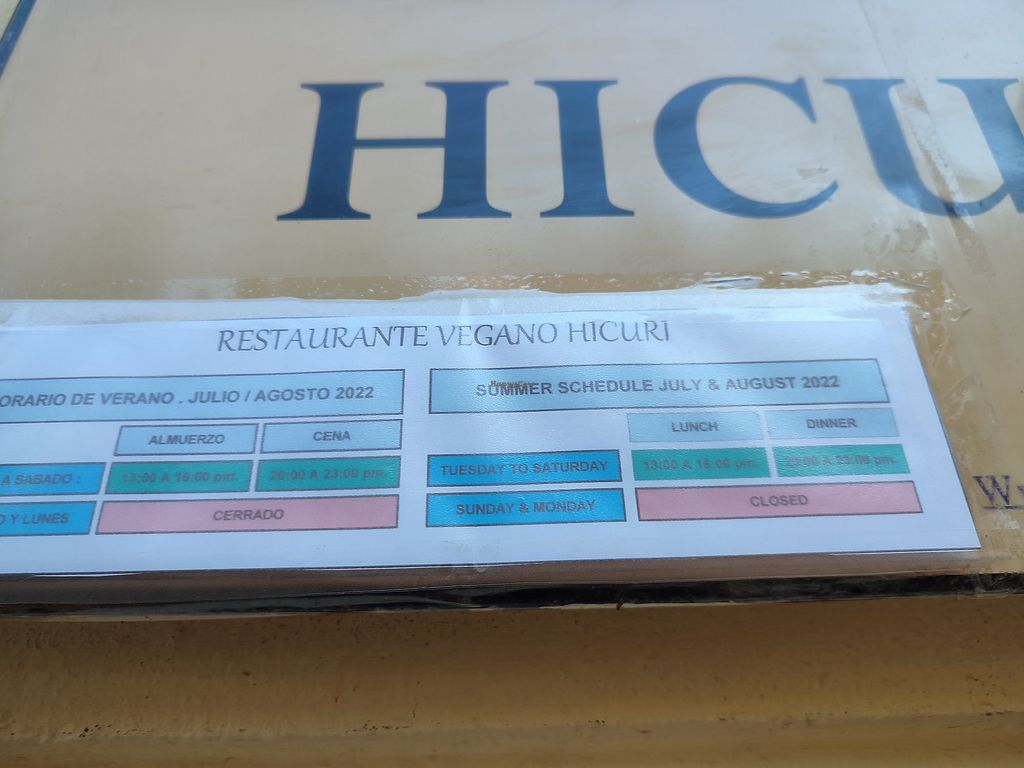 HICU
RESTAURANTE VEGANO HICURI
ORARIO DE VERANO . JULIO / AGOSTO 2022
ALMUERZO CENA
A SABADO : 13:00 A 16:00 pm. 20:00 A 23:00 pm.
O Y LUNES CERRADO
SUMMER SCHEDULE JULY & AUGUST 2022
LUNCH DINNER
TUESDAY TO SATURDAY 13:00 A 16:00 pm. 20:00 A 23:00 pm.
SUNDAY & MONDAY CLOSED